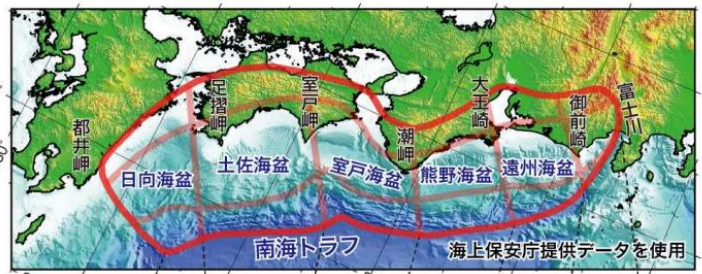 都井岬
足摺岬
室戸岬
潮岬
大王崎
御前崎
富士川
日向海盆
土佐海盆
室戸海盆
熊野海盆
遠州海盆
南海トラフ
海上保安庁提供データを使用